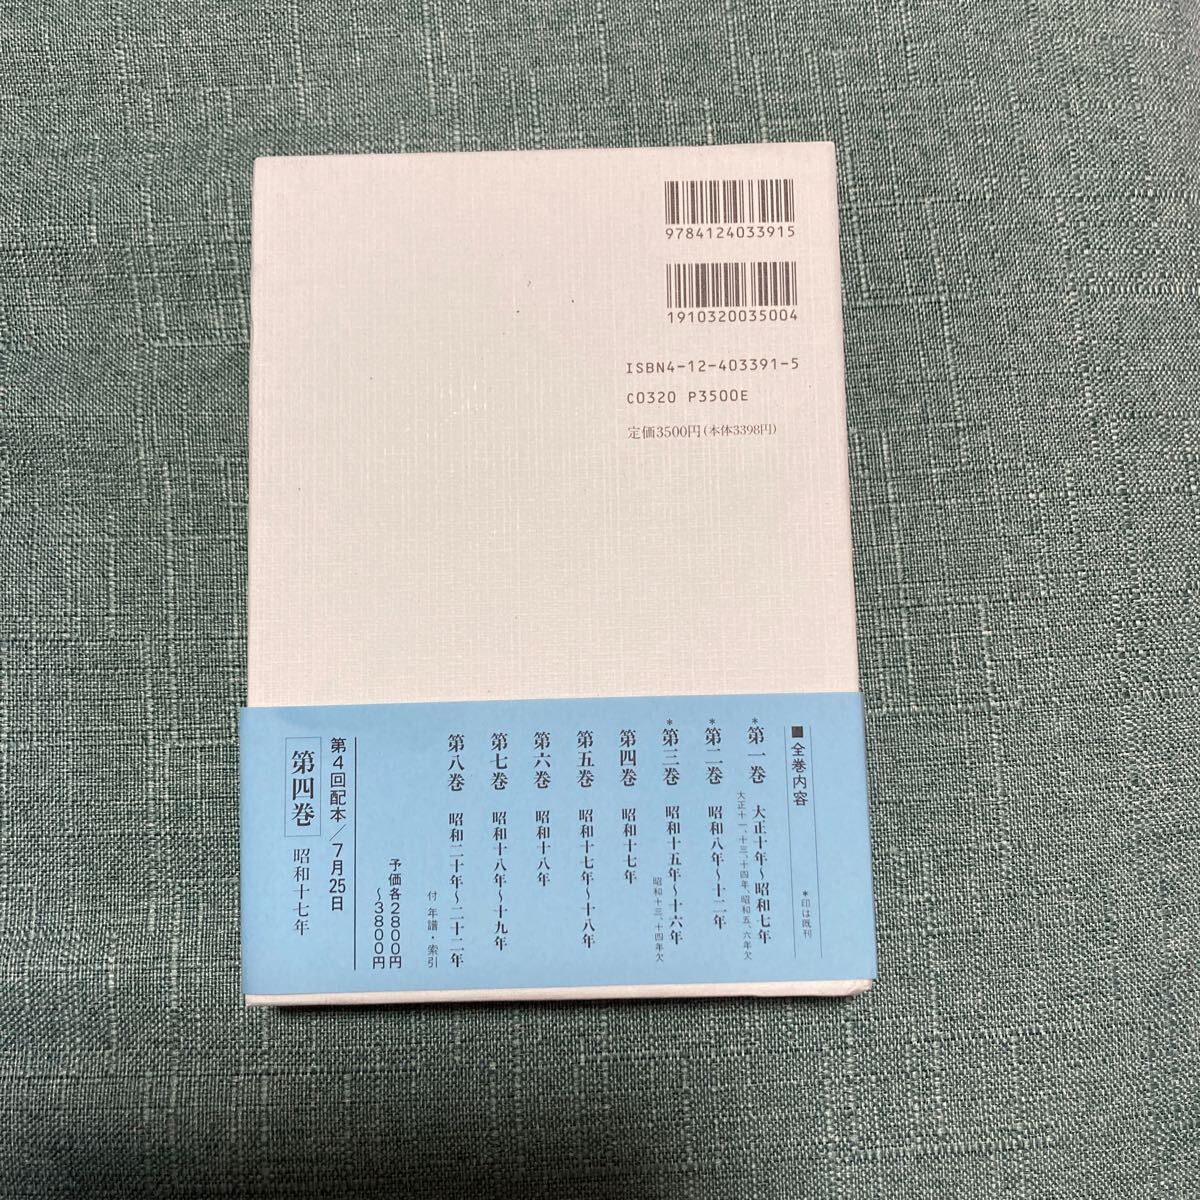 9784124033915
1910320035004
ISBN4-12-403391-5
C0320 P3500E
定価3500円(本体3398円)
■全巻内容
*印は既刊
*第一巻 大正十年〜昭和七年
大正十一、十三、十四年、昭和五、六年欠
*第二巻 昭和八年〜十二年
*第三巻 昭和十五年〜十六年
昭和十三、十四年欠
第四巻 昭和十七年
第五巻 昭和十七年〜十八年
第六巻 昭和十八年
第七巻 昭和十八年〜十九年
第八巻 昭和二十年〜二十二年
付 年譜・索引
予価各2800円
〜3800円
第4回配本/7月25日
第四巻 昭和十七年